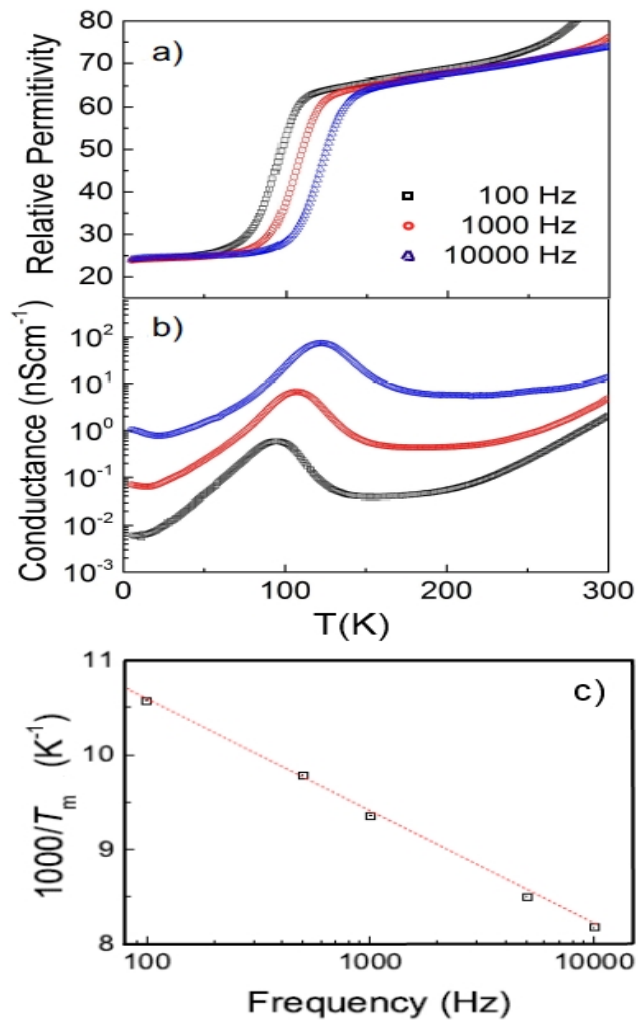 80
a)
70
60
50
40
30
20
Relative Permitivity
100 Hz
1000 Hz
10000 Hz
b)
10²
10¹
10⁰
10⁻¹
10⁻²
10⁻³
Conductance (nScm⁻¹)
0 100 200 300
T(K)
11
c)
10
9
8
1000/Tₘ (K⁻¹)
100 1000 10000
Frequency (Hz)